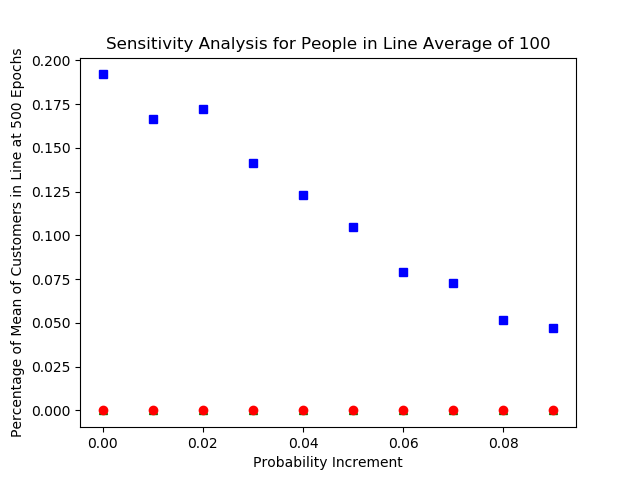 Sensitivity Analysis for People in Line Average of 100
Percentage of Mean of Customers in Line at 500 Epochs
0.200
0.175
0.150
0.125
0.100
0.075
0.050
0.025
0.000
0.00 0.02 0.04 0.06 0.08
Probability Increment